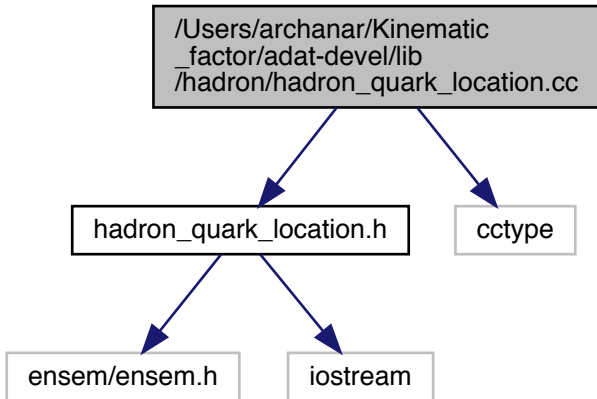 /Users/archanar/Kinematic
_factor/adat-devel/lib
/hadron/hadron_quark_location.cc
hadron_quark_location.h
cctype
ensem/ensem.h
iostream